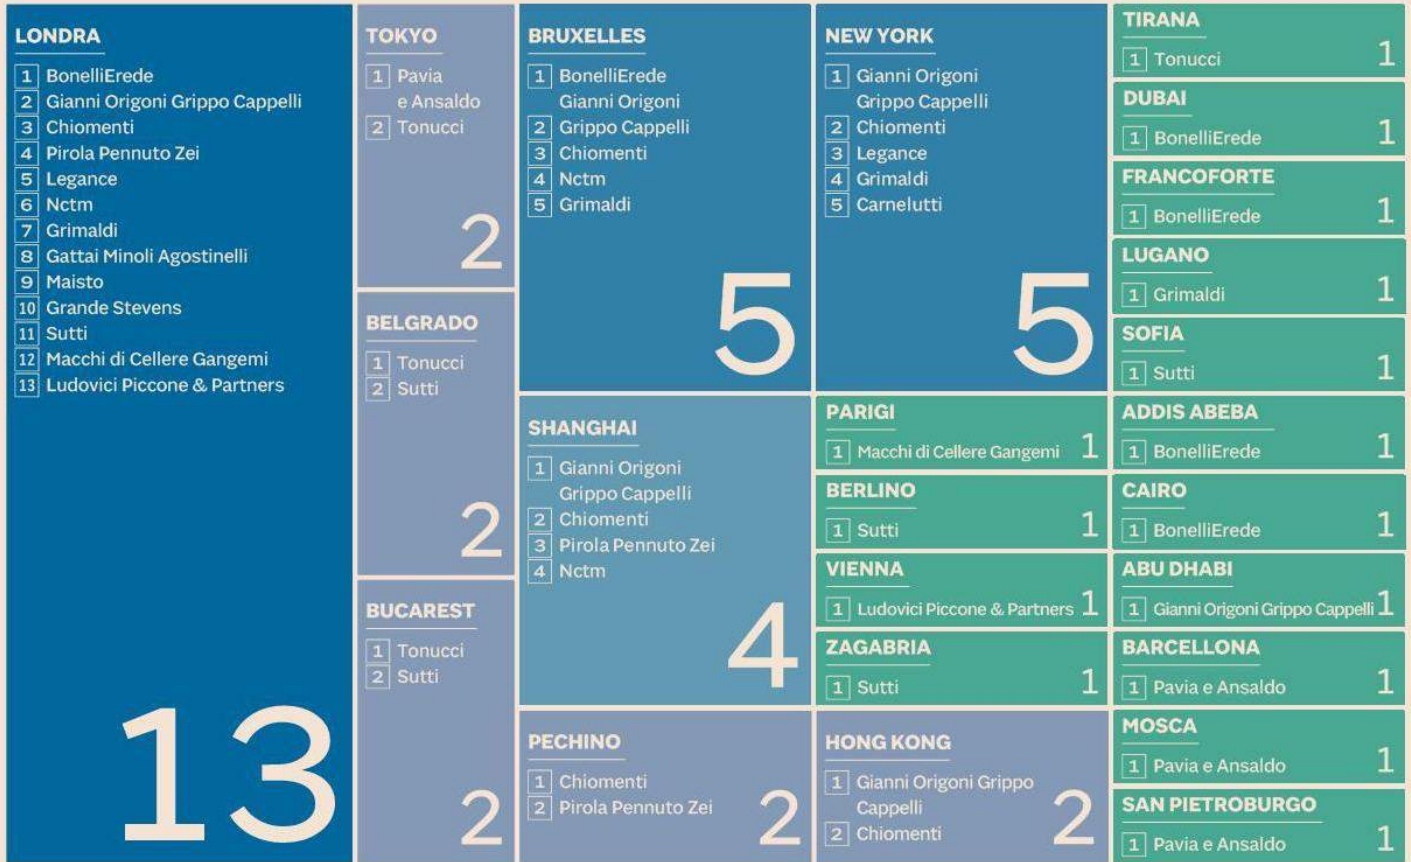 LONDRA
1 BonelliErede
2 Gianni Origoni Grippo Cappelli
3 Chiomenti
4 Pirola Pennuto Zei
5 Legance
6 Nctm
7 Grimaldi
8 Gattai Minoli Agostinelli
9 Maisto
10 Grande Stevens
11 Sutti
12 Macchi di Cellere Gangemi
13 Ludovici Piccone & Partners
13
TOKYO
1 Pavia
e Ansaldo
2 Tonucci
2
BELGRADO
1 Tonucci
2 Sutti
2
BUCAREST
1 Tonucci
2 Sutti
2
BRUXELLES
1 BonelliErede
Gianni Origoni
2 Grippo Cappelli
3 Chiomenti
4 Nctm
5 Grimaldi
5
SHANGHAI
1 Gianni Origoni
Grippo Cappelli
2 Chiomenti
3 Pirola Pennuto Zei
4 Nctm
4
PECHINO
1 Chiomenti
2 Pirola Pennuto Zei
2
NEW YORK
1 Gianni Origoni
Grippo Cappelli
2 Chiomenti
3 Legance
4 Grimaldi
5 Carnelutti
5
PARIGI
1 Macchi di Cellere Gangemi 1
BERLINO
1 Sutti 1
VIENNA
1 Ludovici Piccone & Partners 1
ZAGABRIA
1 Sutti 1
HONG KONG
1 Gianni Origoni Grippo
Cappelli
2 Chiomenti
2
TIRANA
1 Tonucci 1
DUBAI
1 BonelliErede 1
FRANCOFORTE
1 BonelliErede 1
LUGANO
1 Grimaldi 1
SOFIA
1 Sutti 1
ADDIS ABEBA
1 BonelliErede 1
CAIRO
1 BonelliErede 1
ABU DHABI
1 Gianni Origoni Grippo Cappelli 1
BARCELLONA
1 Pavia e Ansaldo 1
MOSCA
1 Pavia e Ansaldo 1
SAN PIETROBURGO
1 Pavia e Ansaldo 1